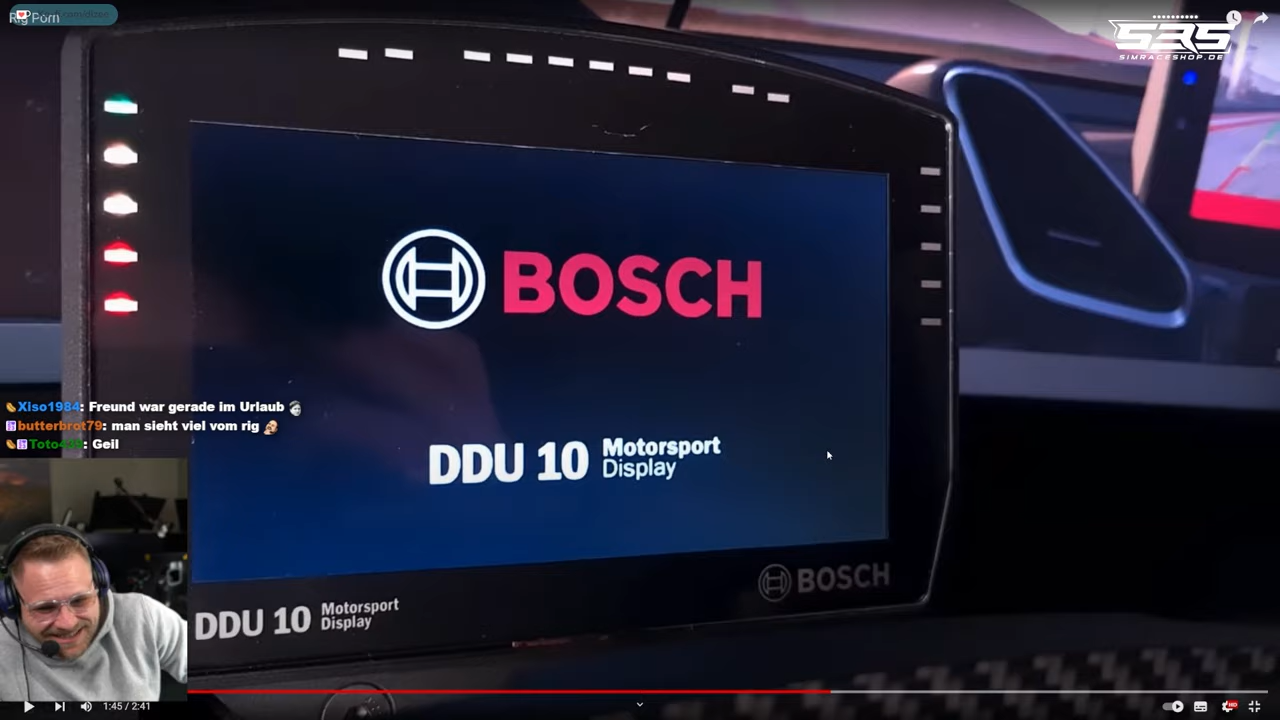 Rig Porn
SRS
SIMRACESHOP.DE
BOSCH
DDU 10 Motorsport
Display
Xiso1984: Freund war gerade im Urlaub
butterbrot79: man sieht viel vom rig
: Geil
BOSCH
DDU 10 Motorsport
Display
1:45 / 2:41
HD